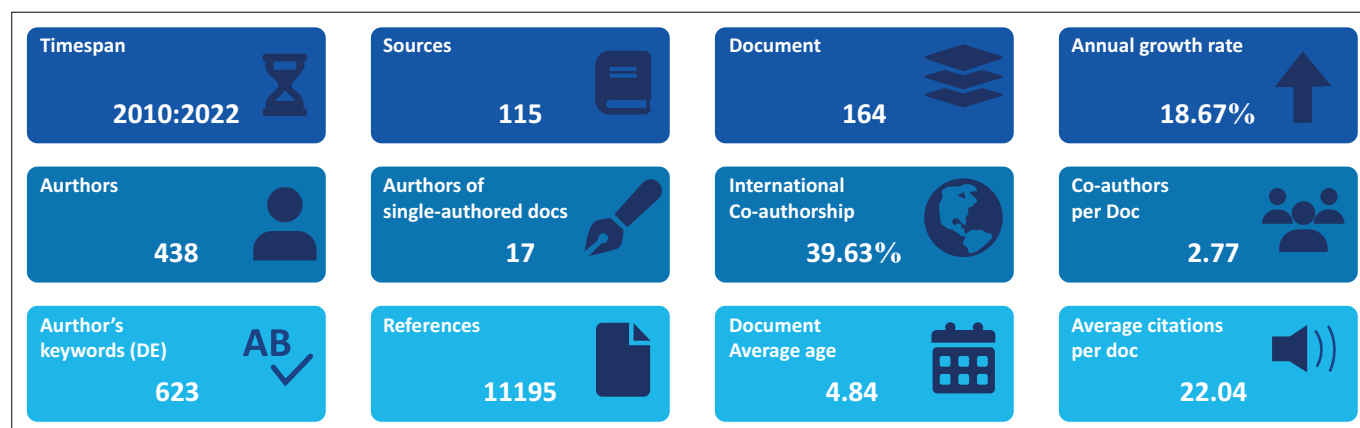 Timespan
2010:2022
Sources
115
Document
164
Annual growth rate
18.67%
Aurthors
438
Aurthors of
single-authored docs
17
International
Co-authorship
39.63%
Co-authors
per Doc
2.77
Aurthor's
keywords (DE)
AB
623
References
11195
Document
Average age
4.84
Average citations
per doc
22.04